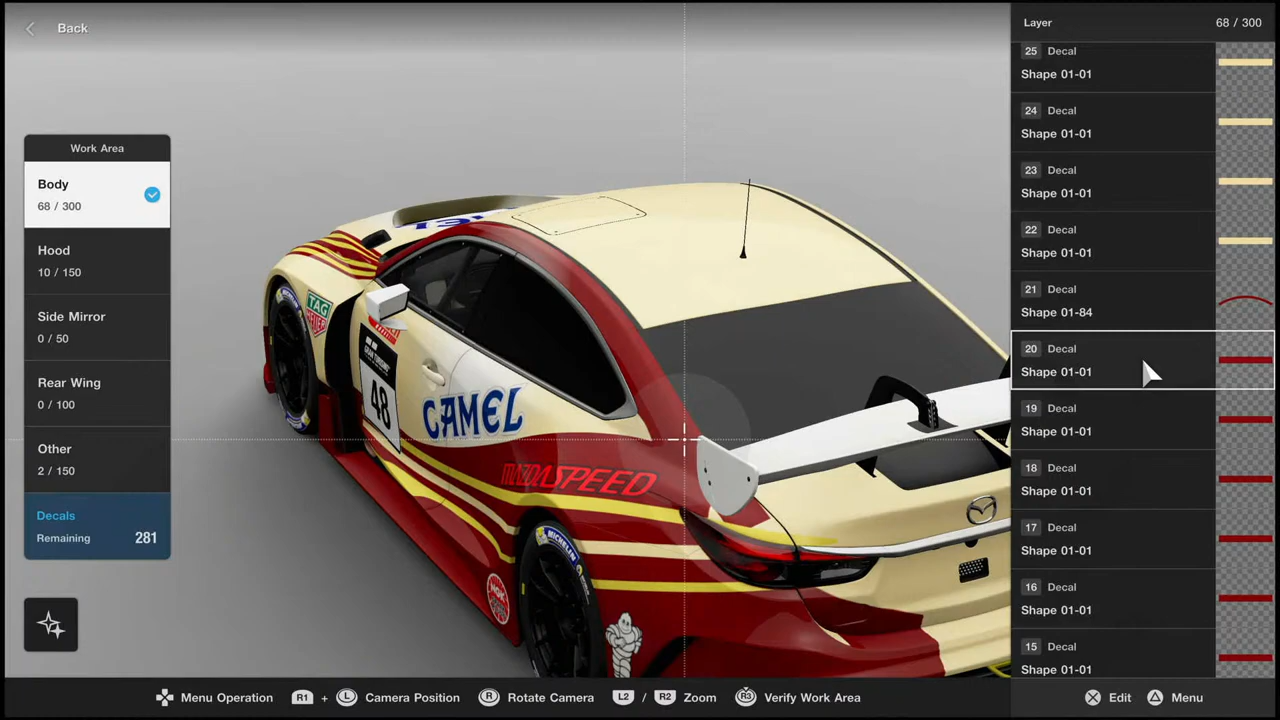 Back
Layer
68 / 300
Work Area
Body
68 / 300
Hood
10 / 150
Side Mirror
0 / 50
Rear Wing
0 / 100
Other
2 / 150
Decals
Remaining 281
25 Decal
Shape 01-01
24 Decal
Shape 01-01
23 Decal
Shape 01-01
22 Decal
Shape 01-01
21 Decal
Shape 01-84
20 Decal
Shape 01-01
19 Decal
Shape 01-01
18 Decal
Shape 01-01
17 Decal
Shape 01-01
16 Decal
Shape 01-01
15 Decal
Shape 01-01
TAG
HEUER
GRAN TURISMO
48
CAMEL
MAZDASPEED
MICHELIN
MICHELIN
NGK
Menu Operation
R1 + L Camera Position
R Rotate Camera
L2 / R2 Zoom
R3 Verify Work Area
Edit
Menu